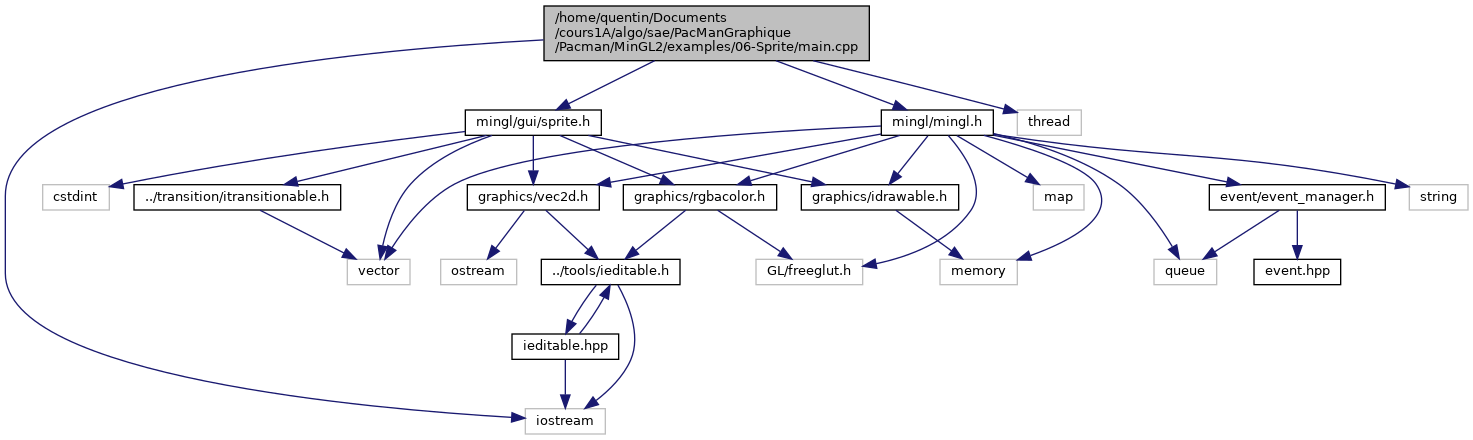 /home/quentin/Documents
/cours1A/algo/sae/PacManGraphique
/Pacman/MinGL2/examples/06-Sprite/main.cpp
mingl/gui/sprite.h
mingl/mingl.h
thread
cstdint
../transition/itransitionable.h
graphics/vec2d.h
graphics/rgbacolor.h
graphics/idrawable.h
map
event/event_manager.h
string
vector
ostream
../tools/ieditable.h
GL/freeglut.h
memory
queue
event.hpp
ieditable.hpp
iostream